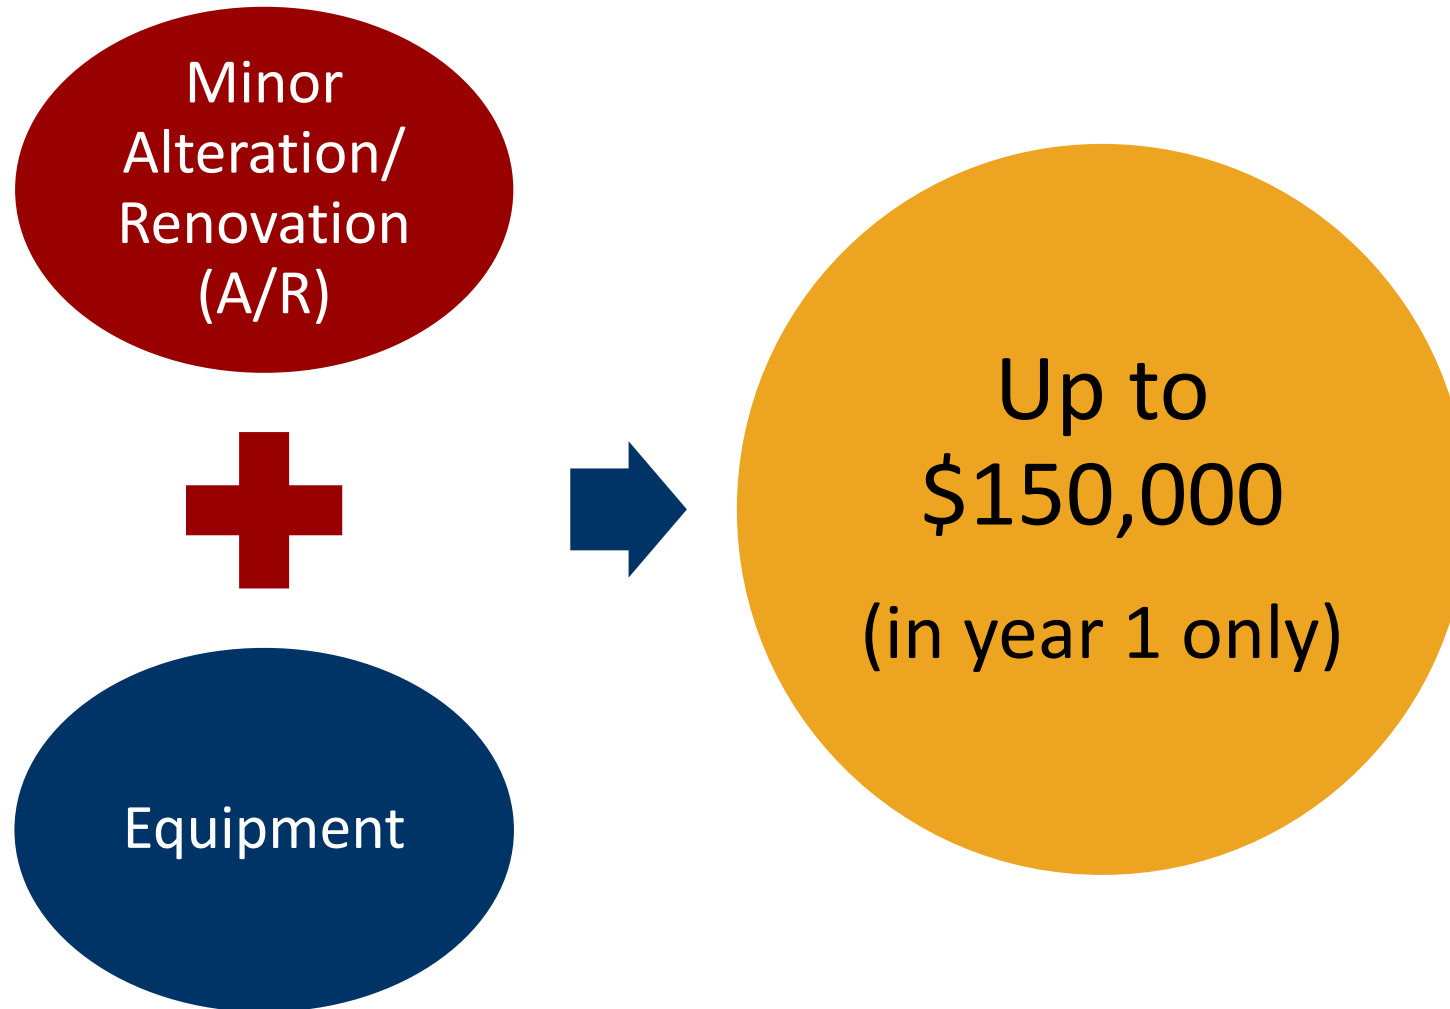 Minor
Alteration/
Renovation
(A/R)
Equipment
Up to
$150,000
(in year 1 only)